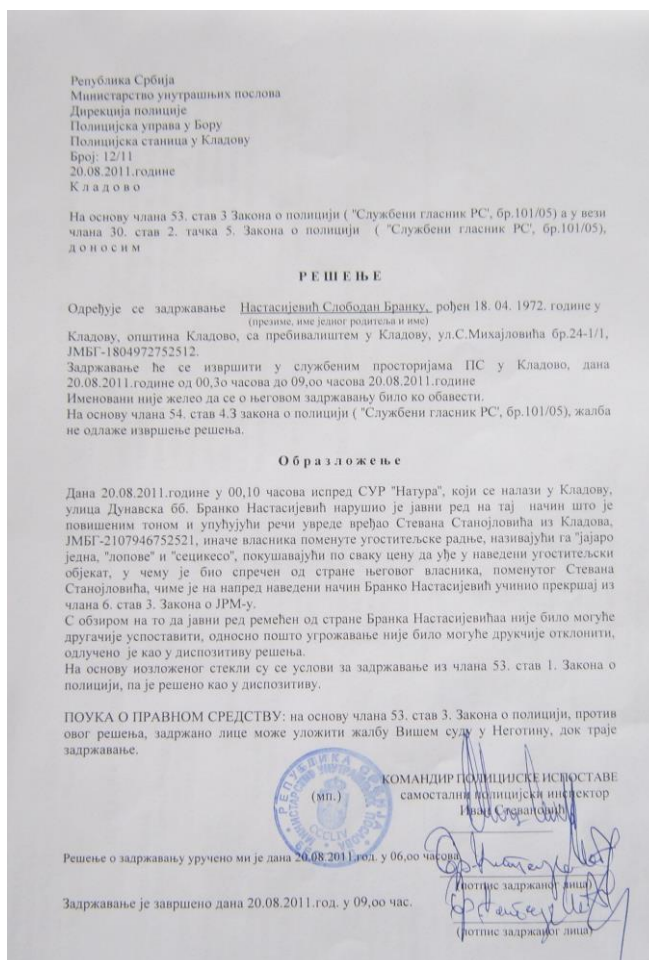 Република Србија
Министарство унутрашњих послова
Дирекција полиције
Полицијска управа у Бору
Полицијска станица у Кладову
Број: 12/11
20.08.2011.године
К л а д о в о
На основу члана 53. став 3 Закона о полицији ( "Службени гласник РС', бр.101/05) а у вези
члана 30. став 2. тачка 5. Закона о полицији ( "Службени гласник РС', бр.101/05),
д о н о с и м
Р Е Ш Е Њ Е
Одређује се задржавање Настасијевић Слободан Бранку, рођен 18. 04. 1972. године у
(презиме, име једног родитеља и име)
Кладову, општина Кладово, са пребивалиштем у Кладову, ул.С.Михајловића бр.24-1/1,
ЈМБГ-1804972752512.
Задржавање ће се извршити у службеним просторијама ПС у Кладово, дана
20.08.2011.године од 00,3о часова до 09,оо часова 20.08.2011.године
Именовани није желео да се о његовом задржавању било ко обавести.
На основу члана 54. став 4.З закона о полицији ( "Службени гласник РС', бр.101/05), жалба
не одлаже извршење решења.
О б р а з л о ж е њ е
Дана 20.08.2011.године у 00,10 часова испред СУР "Натура", који се налази у Кладову,
улица Дунавска бб. Бранко Настасијевић нарушио је јавни ред на тај начин што је
повишеним тоном и упућујући речи увреде вређао Стевана Станојловића из Кладова,
ЈМБГ-2107946752521, иначе власника поменуте угоститељске радње, називајући га "јајаро
једна, "лопове" и "сецикесо", покушавајући по сваку цену да уђе у наведени угоститељски
објекат, у чему је био спречен од стране његовог власника, поменутог Стевана
Станојловића, чиме је на напред наведени начин Бранко Настасијевић учинио прекршај из
члана 6. став 3. Закона о ЈРМ-у.
С обзиром на то да јавни ред ремећен од стране Бранка Настасијевићаа није било могуће
другачије успоставити, односно пошто угрожавање није било могуће друкчије отклонити,
одлучено је као у диспозитиву решења.
На основу иозложеног стекли су се услови за задржавање из члана 53. став 1. Закона о
полицији, па је решено као у диспозитиву.
ПОУКА О ПРАВНОМ СРЕДСТВУ: на основу члана 53. став 3. Закона о полицији, против
овог решења, задржано лице може уложити жалбу Вишем суду у Неготину, док траје
задржавање.
КОМАНДИР ПОЛИЦИЈСКЕ ИСПОСТАВЕ
(мп.) самостални полицијски инспектор
Иван Стевановић
Решење о задржавању уручено ми је дана 20.08.2011.год. у 06,оо часова
(потпис задржаног лица)
Задржавање је завршено дана 20.08.2011.год. у 09,оо час.
(потпис задржаног лица)